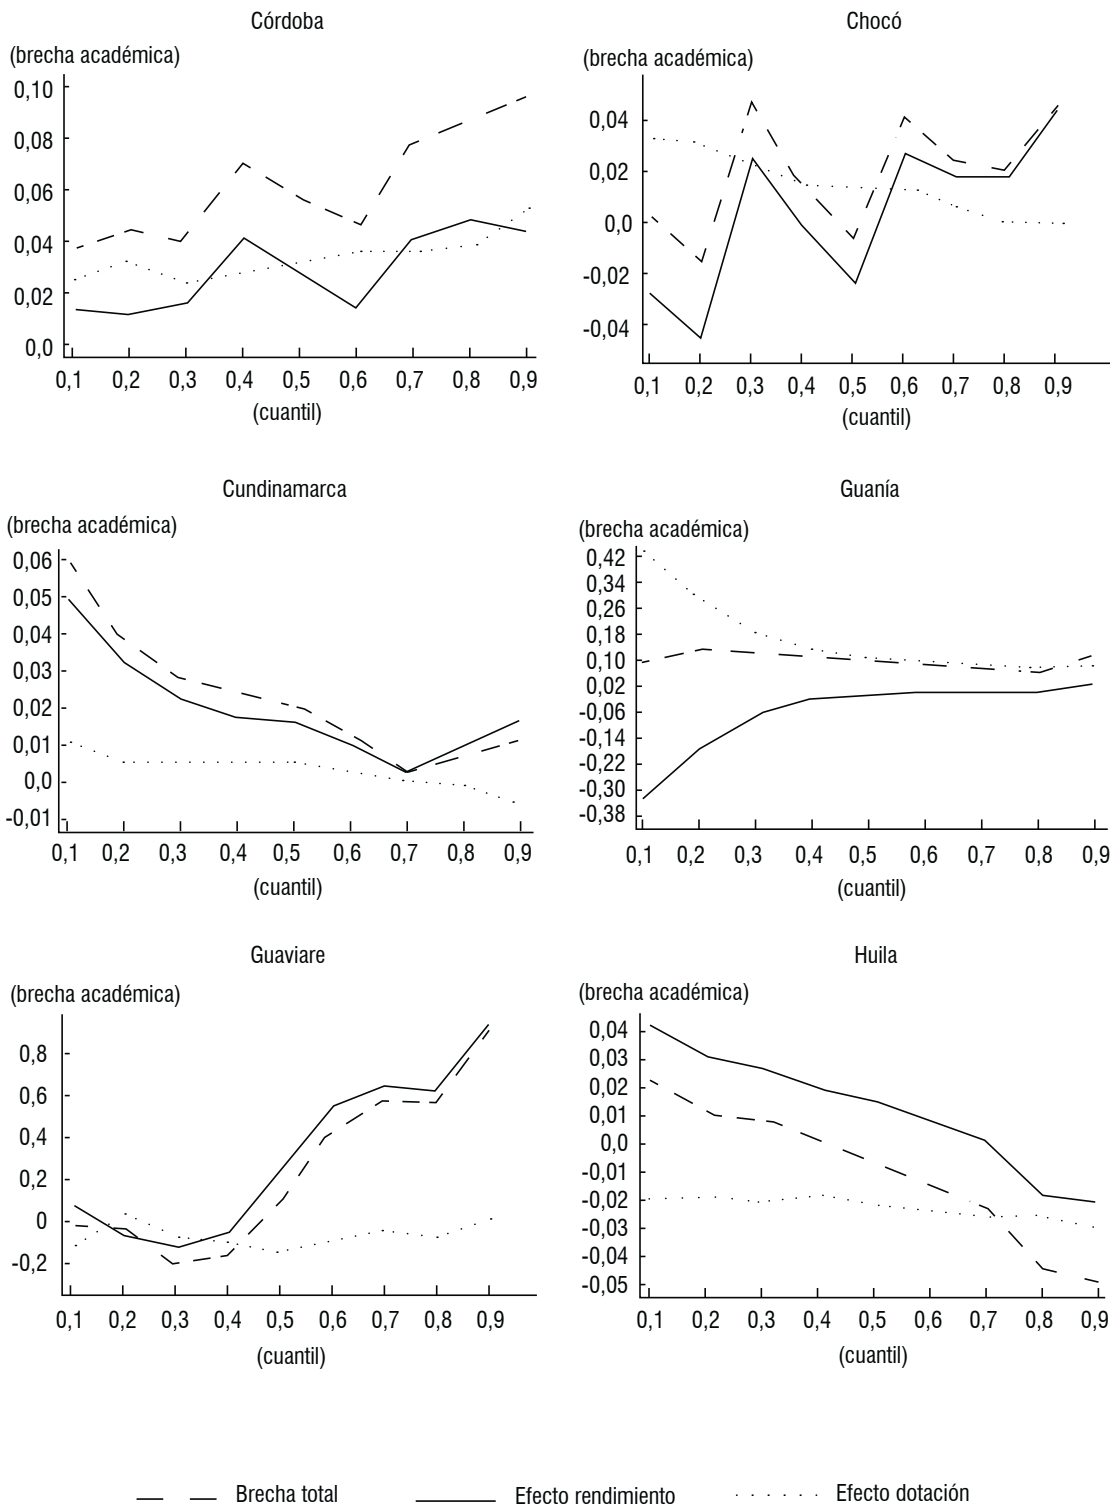 Córdoba
(brecha académica)
0,10
0,08
0,06
0,04
0,02
0,0
0,1 0,2 0,3 0,4 0,5 0,6 0,7 0,8 0,9
(cuantil)
Chocó
(brecha académica)
0,04
0,02
0,0
-0,02
-0,04
0,1 0,2 0,3 0,4 0,5 0,6 0,7 0,8 0,9
(cuantil)
Cundinamarca
(brecha académica)
0,06
0,05
0,04
0,03
0,02
0,01
0,0
-0,01
0,1 0,2 0,3 0,4 0,5 0,6 0,7 0,8 0,9
(cuantil)
Guanía
(brecha académica)
0,42
0,34
0,26
0,18
0,10
0,02
-0,06
-0,14
-0,22
-0,30
-0,38
0,1 0,2 0,3 0,4 0,5 0,6 0,7 0,8 0,9
(cuantil)
Guaviare
(brecha académica)
0,8
0,6
0,4
0,2
0
-0,2
0,1 0,2 0,3 0,4 0,5 0,6 0,7 0,8 0,9
(cuantil)
Huila
(brecha académica)
0,04
0,03
0,02
0,01
0,0
-0,01
-0,02
-0,03
-0,04
-0,05
0,1 0,2 0,3 0,4 0,5 0,6 0,7 0,8 0,9
(cuantil)
Brecha total Efecto rendimiento Efecto dotación